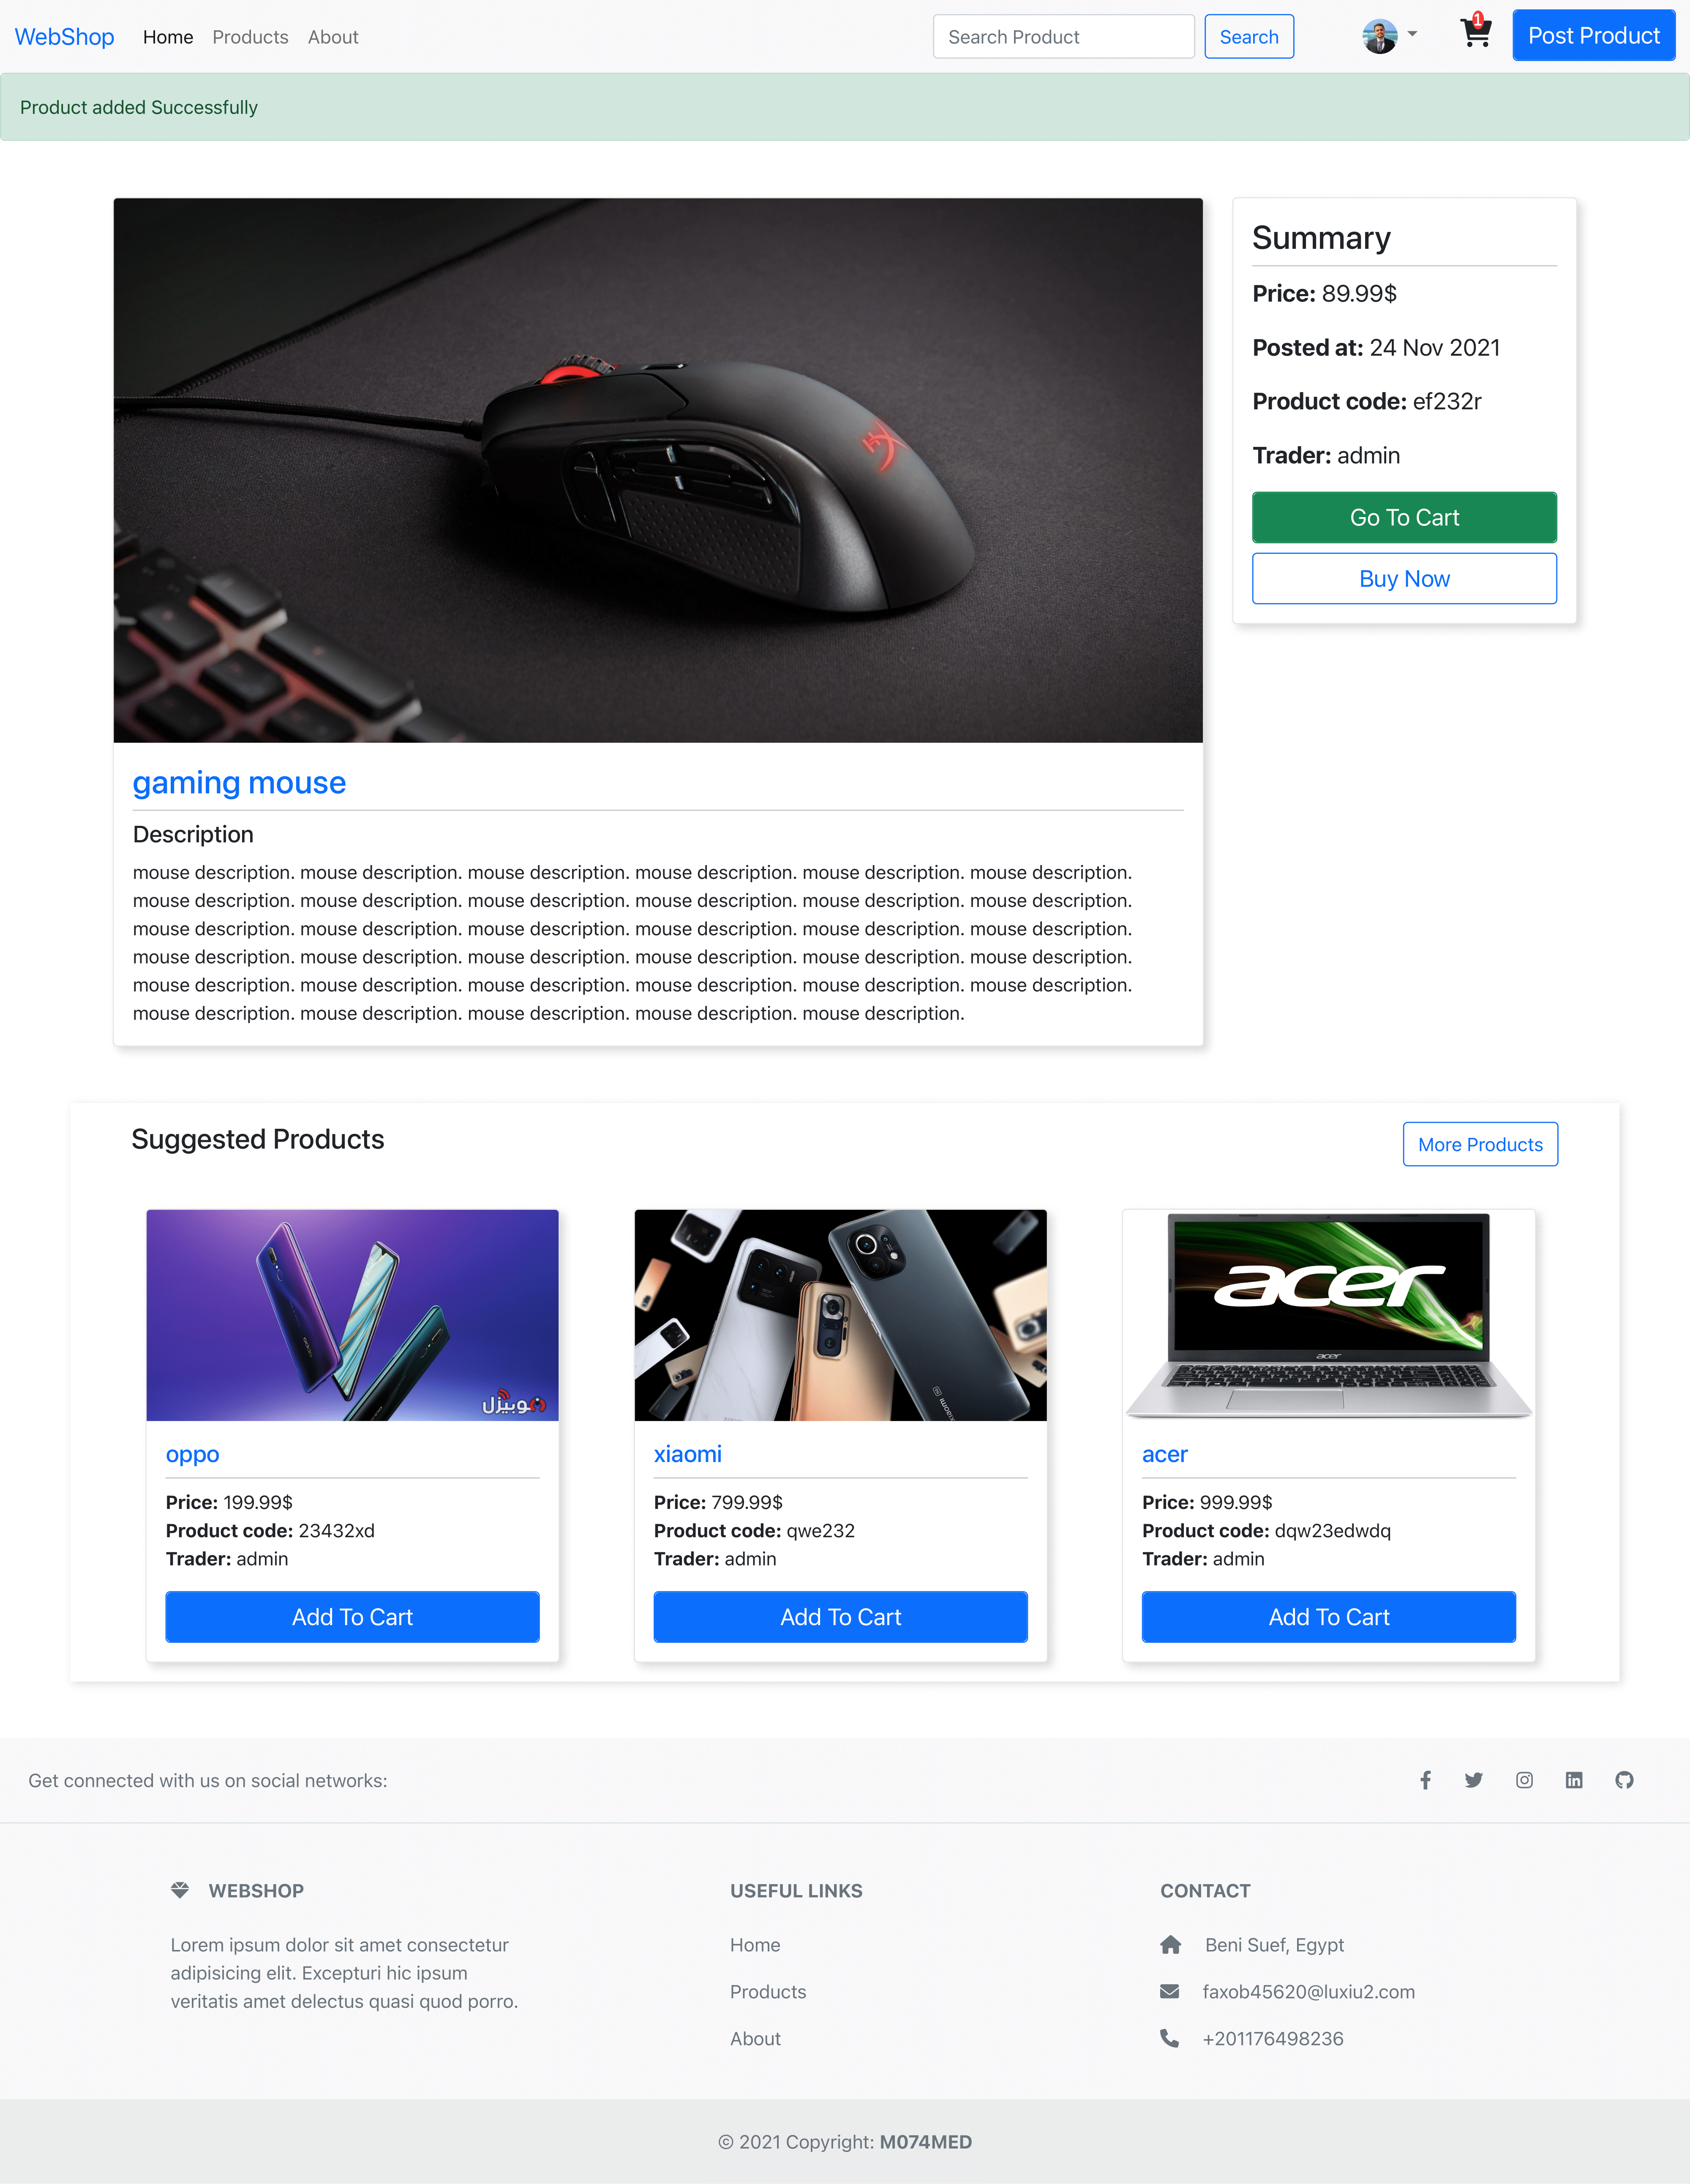 WebShop
Home
Products
About
Search Product
Search
1
Post Product
Product added Successfully
Summary
Price: 89.99$
Posted at: 24 Nov 2021
Product code: ef232r
Trader: admin
Go To Cart
Buy Now
gaming mouse
Description
mouse description. mouse description. mouse description. mouse description. mouse description. mouse description.
mouse description. mouse description. mouse description. mouse description. mouse description. mouse description.
mouse description. mouse description. mouse description. mouse description. mouse description. mouse description.
mouse description. mouse description. mouse description. mouse description. mouse description. mouse description.
mouse description. mouse description. mouse description. mouse description. mouse description. mouse description.
mouse description. mouse description. mouse description. mouse description. mouse description.
Suggested Products
More Products
موبيزل
xiaomi
acer
acer
oppo
Price: 199.99$
Product code: 23432xd
Trader: admin
Add To Cart
xiaomi
Price: 799.99$
Product code: qwe232
Trader: admin
Add To Cart
acer
Price: 999.99$
Product code: dqw23edwdq
Trader: admin
Add To Cart
Get connected with us on social networks:
WEBSHOP
Lorem ipsum dolor sit amet consectetur
adipisicing elit. Excepturi hic ipsum
veritatis amet delectus quasi quod porro.
USEFUL LINKS
Home
Products
About
CONTACT
Beni Suef, Egypt
faxob45620@luxiu2.com
+201176498236
© 2021 Copyright: M074MED